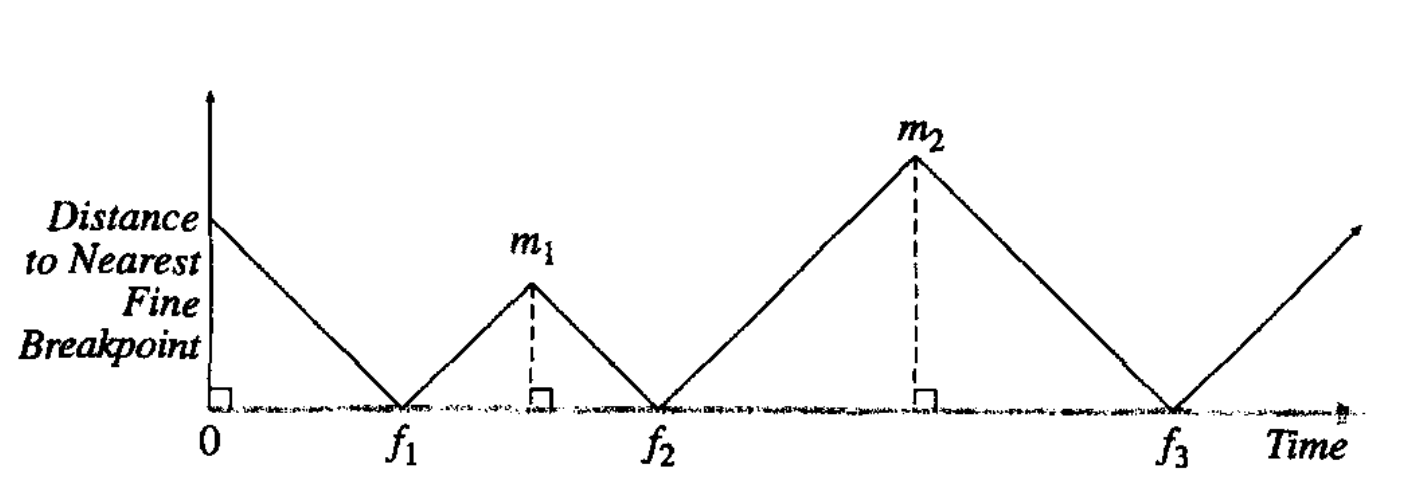 m₂
Distance
to Nearest
Fine
Breakpoint
m₁
0
f₁
f₂
f₃
Time